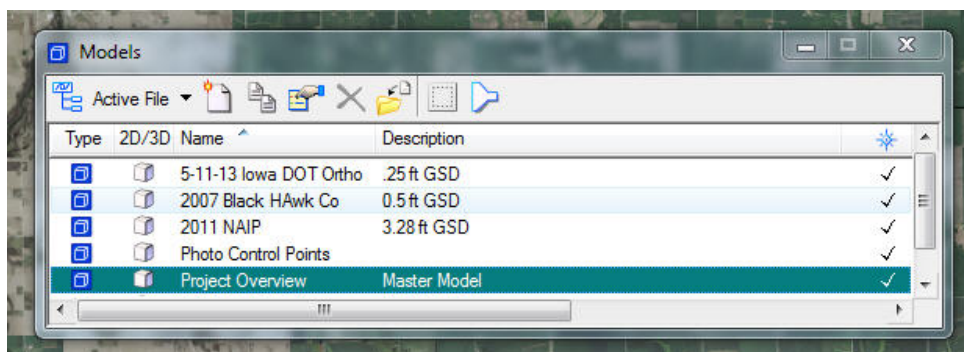 Models
Active File
Type 2D/3D Name Description
5-11-13 Iowa DOT Ortho .25 ft GSD
2007 Black HAwk Co 0.5 ft GSD
2011 NAIP 3.28 ft GSD
Photo Control Points
Project Overview Master Model